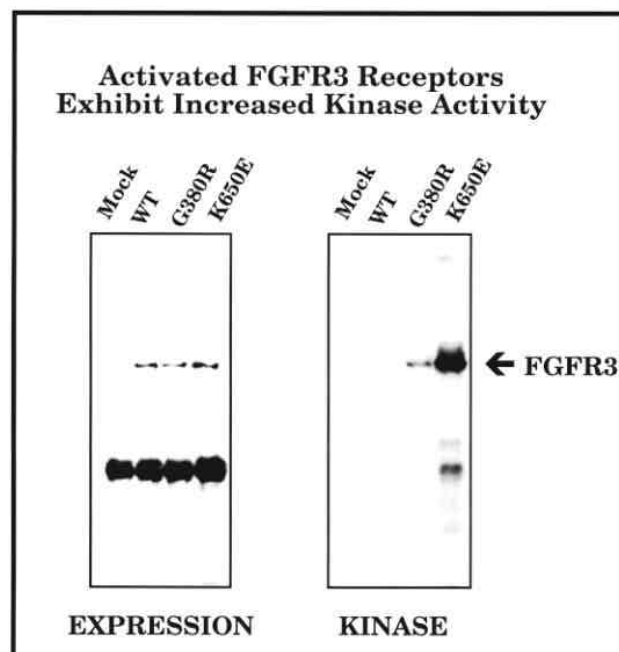 Activated FGFR3 Receptors
Exhibit Increased Kinase Activity
Mock
WT
G380R
K650E
Mock
WT
G380R
K650E
← FGFR3
EXPRESSION
KINASE